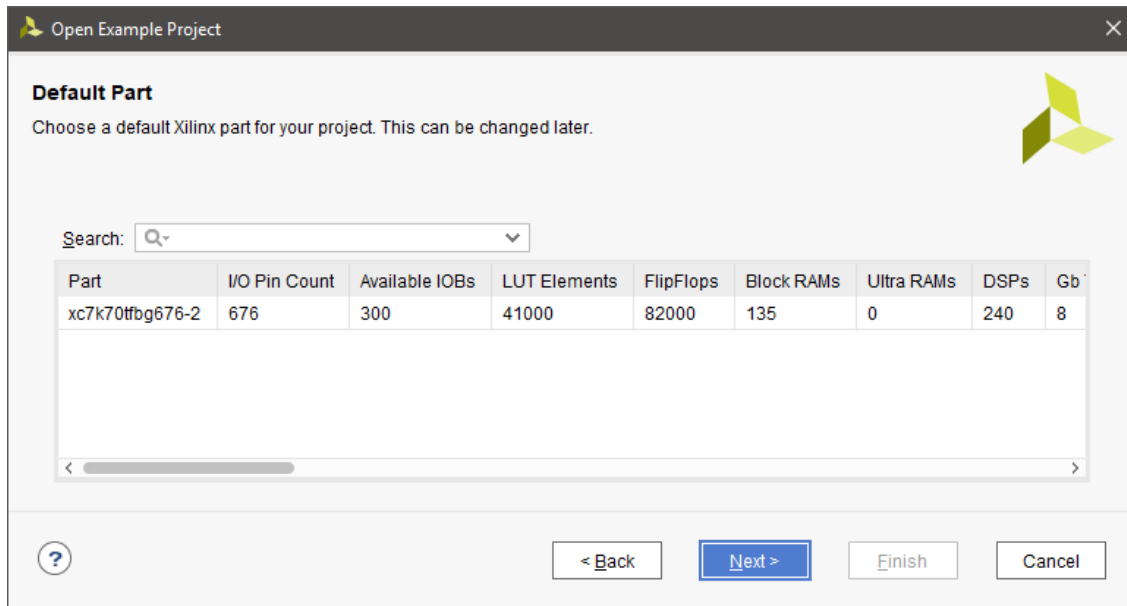 Open Example Project
Default Part
Choose a default Xilinx part for your project. This can be changed later.
Search:
Part I/O Pin Count Available IOBs LUT Elements FlipFlops Block RAMs Ultra RAMs DSPs Gb
xc7k70tfbg676-2 676 300 41000 82000 135 0 240 8
?
< Back Next > Finish Cancel